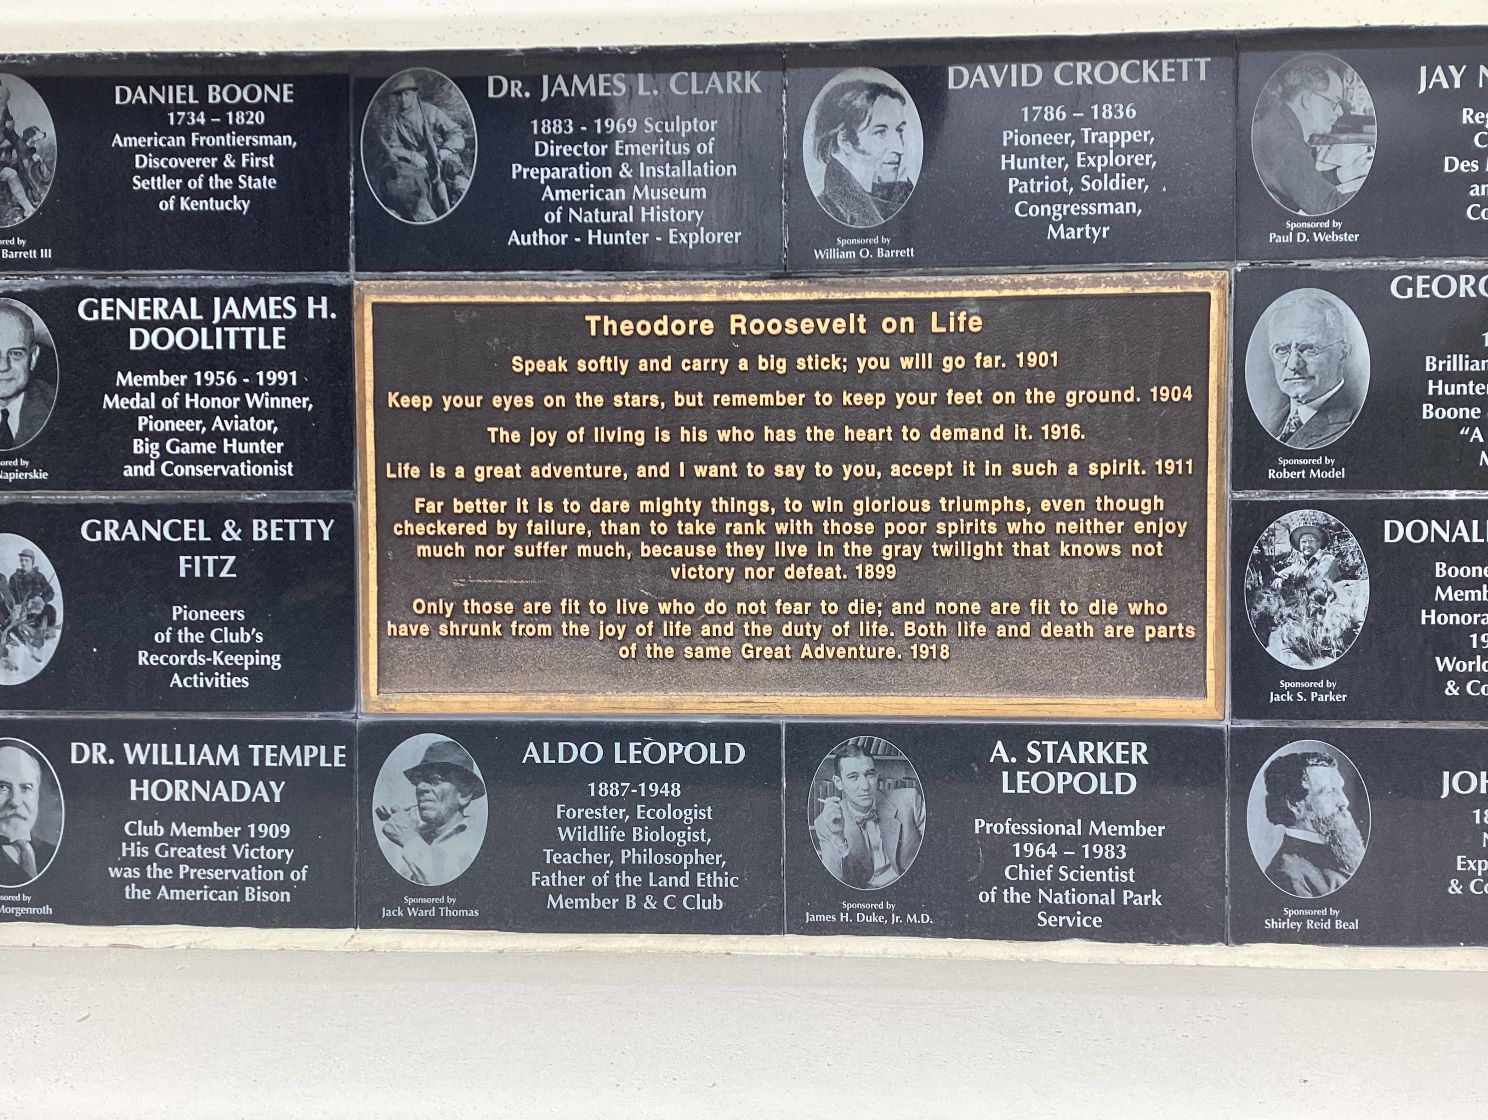 DANIEL BOONE
1734 – 1820
American Frontiersman,
Discoverer & First
Settler of the State
of Kentucky
Barrett III
DR. JAMES L. CLARK
1883 - 1969 Sculptor
Director Emeritus of
Preparation & Installation
American Museum
of Natural History
Author - Hunter - Explorer
DAVID CROCKETT
1786 – 1836
Pioneer, Trapper,
Hunter, Explorer,
Patriot, Soldier,
Congressman,
Martyr
Sponsored by
William O. Barrett
JAY
Des
Sponsored by
Paul D. Webster
GENERAL JAMES H.
DOOLITTLE
Member 1956 - 1991
Medal of Honor Winner,
Pioneer, Aviator,
Big Game Hunter
and Conservationist
Napierskie
Theodore Roosevelt on Life
Speak softly and carry a big stick; you will go far. 1901
Keep your eyes on the stars, but remember to keep your feet on the ground. 1904
The joy of living is his who has the heart to demand it. 1916.
Life is a great adventure, and I want to say to you, accept it in such a spirit. 1911
Far better it is to dare mighty things, to win glorious triumphs, even though
checkered by failure, than to take rank with those poor spirits who neither enjoy
much nor suffer much, because they live in the gray twilight that knows not
victory nor defeat. 1899
Only those are fit to live who do not fear to die; and none are fit to die who
have shrunk from the joy of life and the duty of life. Both life and death are parts
of the same Great Adventure. 1918
Hunter
Boone
"A
Sponsored by
Robert Model
GRANCEL & BETTY
FITZ
Pioneers
of the Club's
Records-Keeping
Activities
Boone
World
&
Sponsored by
Jack S. Parker
DR. WILLIAM TEMPLE
HORNADAY
Club Member 1909
His Greatest Victory
was the Preservation of
the American Bison
Morgenroth
ALDO LEOPOLD
1887-1948
Forester, Ecologist
Wildlife Biologist,
Teacher, Philosopher,
Father of the Land Ethic
Member B & C Club
Sponsored by
Jack Ward Thomas
A. STARKER
LEOPOLD
Professional Member
1964 – 1983
Chief Scientist
of the National Park
Service
Sponsored by
James H. Duke, Jr. M.D.
&
Sponsored by
Shirley Reid Beal